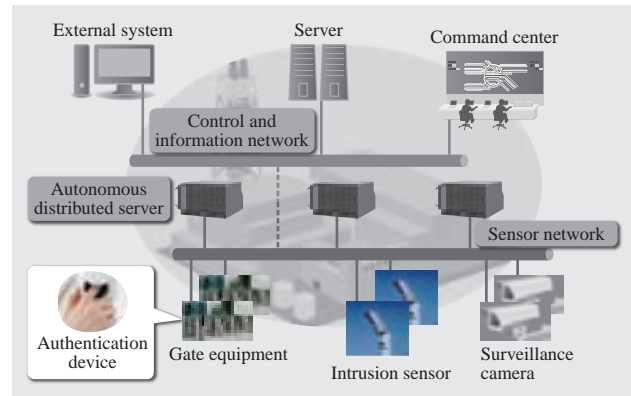 External system
Server
Command center
Control and
information network
Autonomous
distributed server
Sensor network
Authentication
device
Gate equipment
Intrusion sensor
Surveillance
camera